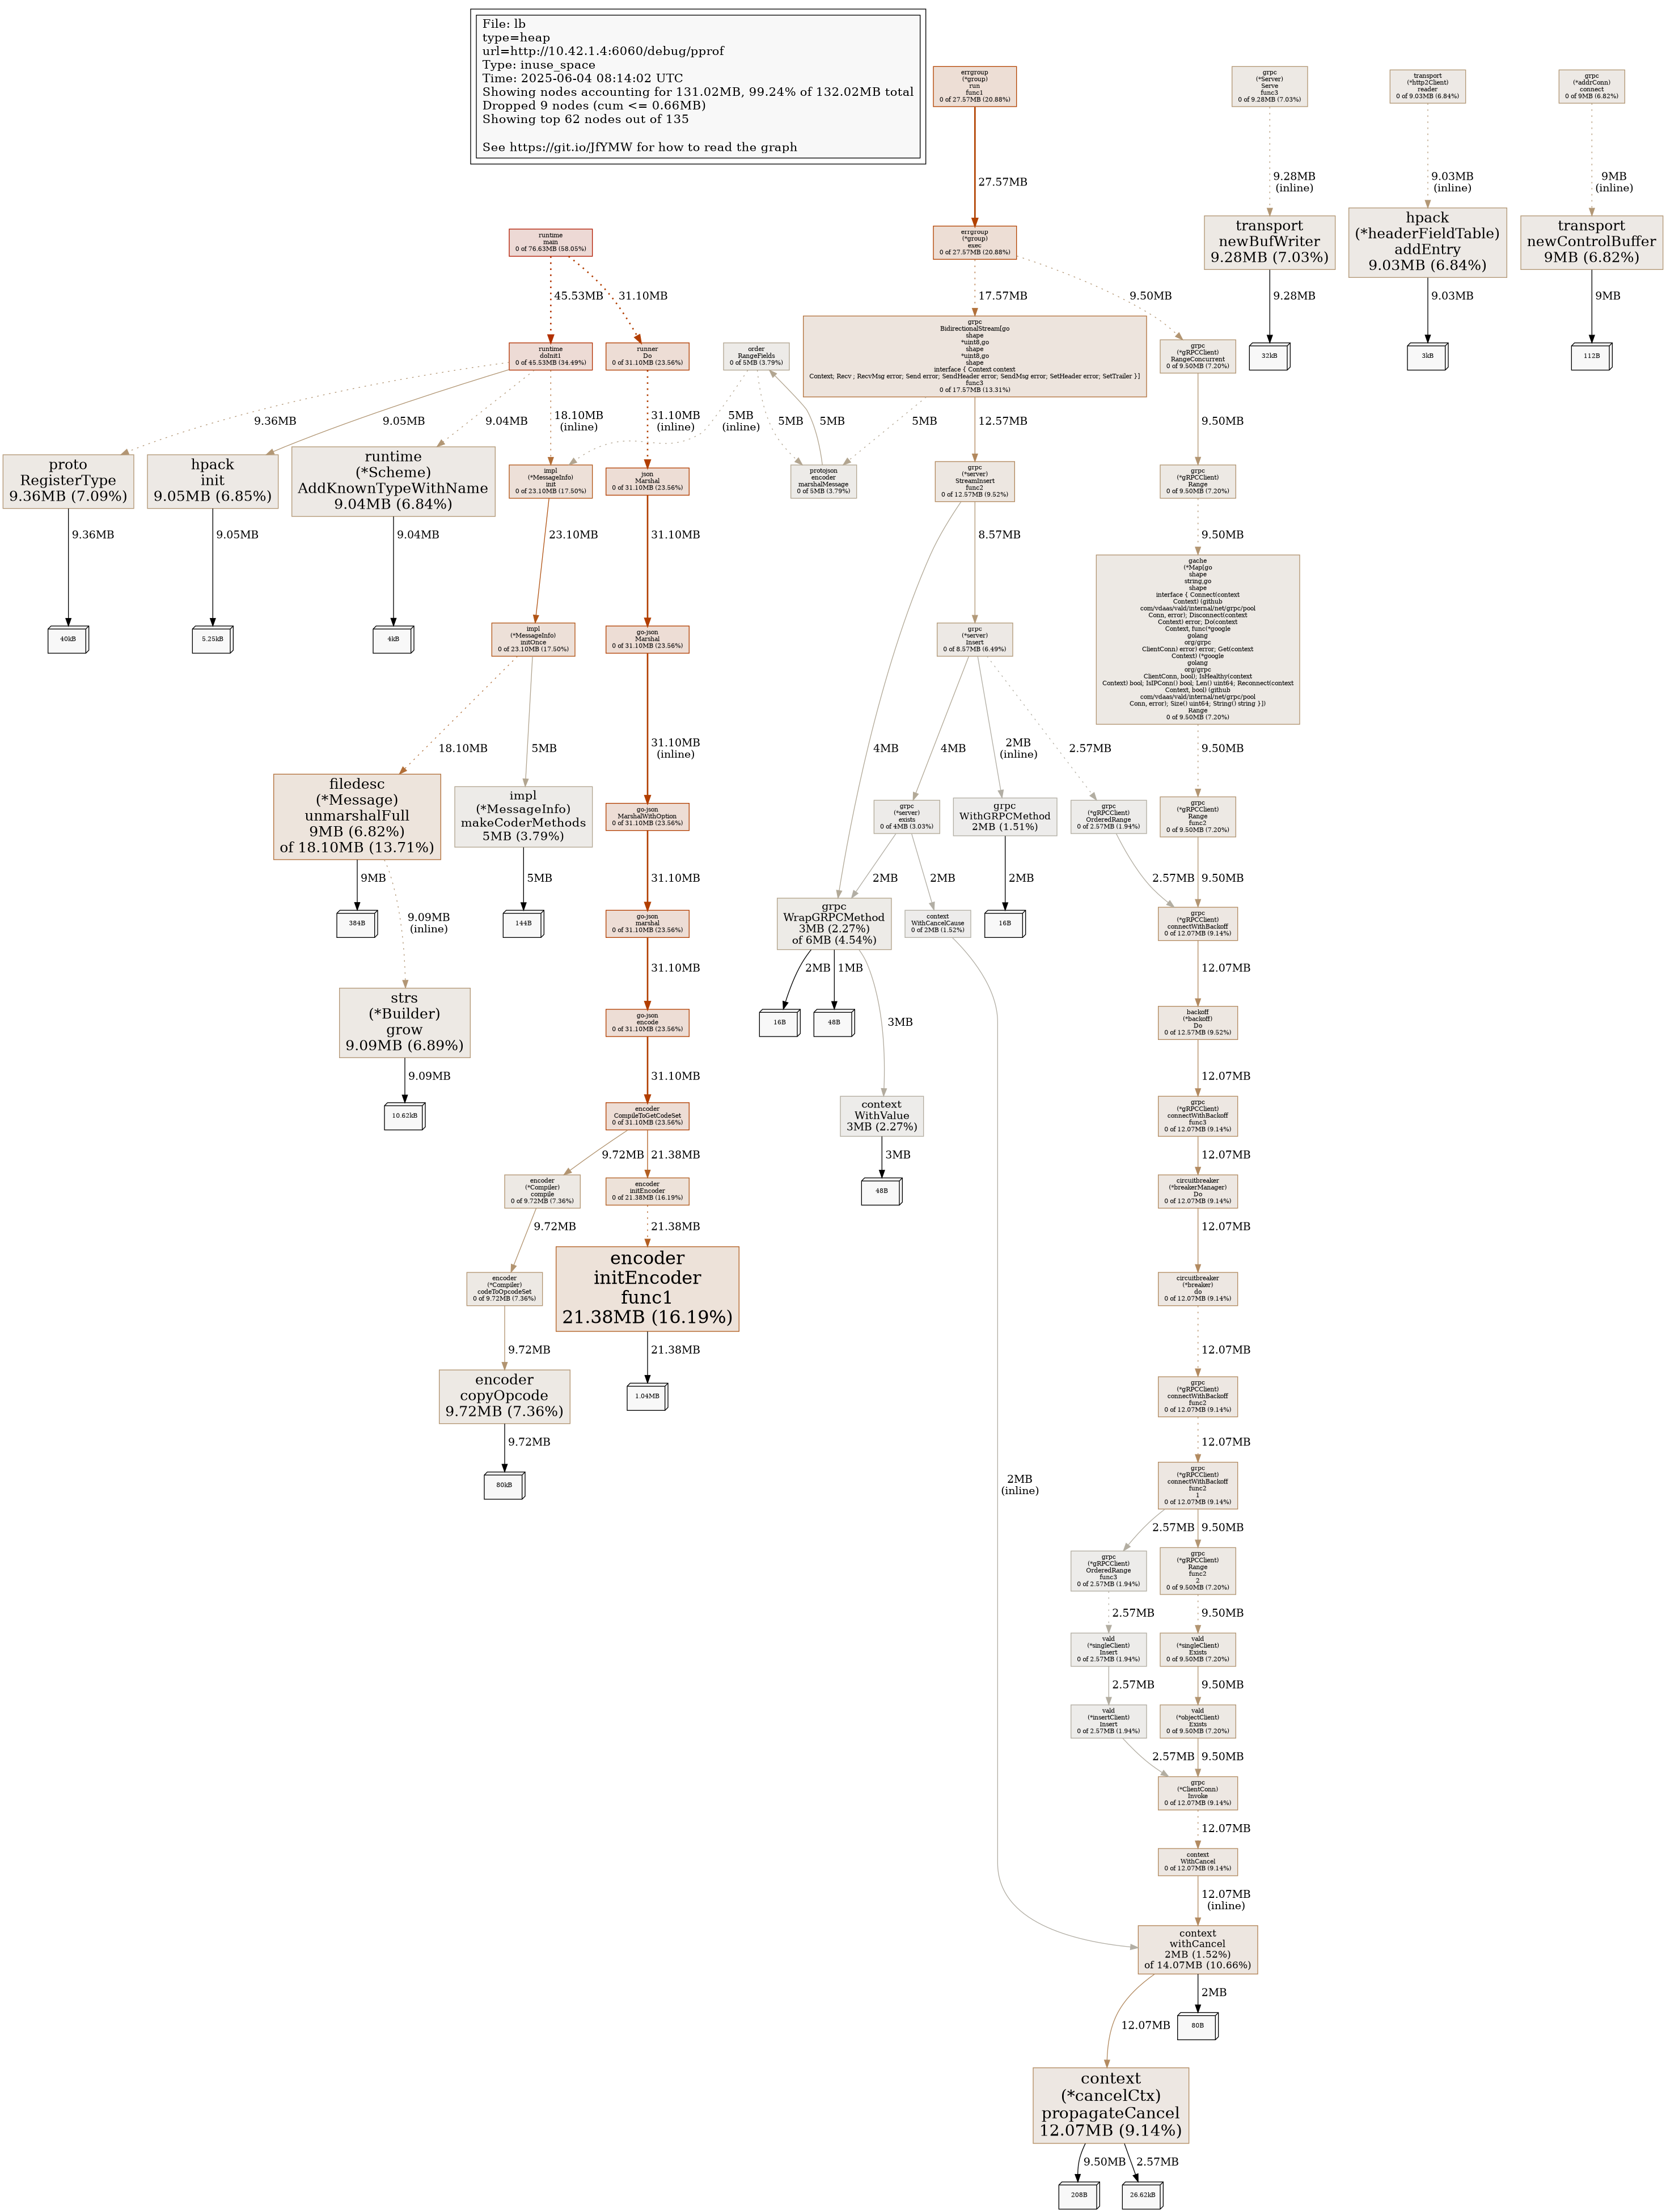 File: lb
type=heap
url=http://10.42.1.4:6060/debug/pprof
Type: inuse_space
Time: 2025-06-04 08:14:02 UTC
Showing nodes accounting for 131.02MB, 99.24% of 132.02MB total
Dropped 9 nodes (cum <= 0.66MB)
Showing top 62 nodes out of 135
See https://git.io/JfYMW for how to read the graph
errgroup
(*group)
run
func1
0 of 27.57MB (20.88%)
grpc
(*Server)
Serve
func3
0 of 9.28MB (7.03%)
transport
(*http2Client)
reader
0 of 9.03MB (6.84%)
grpc
(*addrConn)
connect
0 of 9MB (6.82%)
27.57MB
9.28MB
(inline)
9.03MB
(inline)
9MB
(inline)
runtime
main
0 of 76.63MB (58.05%)
errgroup
(*group)
exec
0 of 27.57MB (20.88%)
transport
newBufWriter
9.28MB (7.03%)
hpack
(*headerFieldTable)
addEntry
9.03MB (6.84%)
transport
newControlBuffer
9MB (6.82%)
45.53MB
31.10MB
17.57MB
9.50MB
9.28MB
9.03MB
9MB
runtime
doInit1
0 of 45.53MB (34.49%)
runner
Do
0 of 31.10MB (23.56%)
order
RangeFields
0 of 5MB (3.79%)
grpc
BidirectionalStream[go
shape
*uint8,go
shape
*uint8,go
shape
interface { Context context
Context; Recv ; RecvMsg error; Send error; SendHeader error; SendMsg error; SetHeader error; SetTrailer }]
func3
0 of 17.57MB (13.31%)
grpc
(*gRPCClient)
RangeConcurrent
0 of 9.50MB (7.20%)
32kB
3kB
112B
9.36MB
9.05MB
9.04MB
18.10MB
(inline)
31.10MB
(inline)
5MB
(inline)
5MB
5MB
5MB
12.57MB
9.50MB
proto
RegisterType
9.36MB (7.09%)
hpack
init
9.05MB (6.85%)
runtime
(*Scheme)
AddKnownTypeWithName
9.04MB (6.84%)
impl
(*MessageInfo)
init
0 of 23.10MB (17.50%)
json
Marshal
0 of 31.10MB (23.56%)
protojson
encoder
marshalMessage
0 of 5MB (3.79%)
grpc
(*server)
StreamInsert
func2
0 of 12.57MB (9.52%)
grpc
(*gRPCClient)
Range
0 of 9.50MB (7.20%)
9.36MB
9.05MB
9.04MB
23.10MB
31.10MB
8.57MB
9.50MB
40kB
5.25kB
4kB
impl
(*MessageInfo)
initOnce
0 of 23.10MB (17.50%)
go-json
Marshal
0 of 31.10MB (23.56%)
grpc
(*server)
Insert
0 of 8.57MB (6.49%)
gache
(*Map[go
shape
string,go
shape
interface { Connect(context
Context) (github
com/vdaas/vald/internal/net/grpc/pool
Conn, error); Disconnect(context
Context) error; Do(context
Context, func(*google
golang
org/grpc
ClientConn) error) error; Get(context
Context) (*google
golang
org/grpc
ClientConn, bool); IsHealthy(context
Context) bool; IsIPConn() bool; Len() uint64; Reconnect(context
Context, bool) (github
com/vdaas/vald/internal/net/grpc/pool
Conn, error); Size() uint64; String() string }])
Range
0 of 9.50MB (7.20%)
18.10MB
5MB
31.10MB
(inline)
4MB
4MB
2MB
(inline)
2.57MB
9.50MB
filedesc
(*Message)
unmarshalFull
9MB (6.82%)
of 18.10MB (13.71%)
impl
(*MessageInfo)
makeCoderMethods
5MB (3.79%)
go-json
MarshalWithOption
0 of 31.10MB (23.56%)
grpc
(*server)
exists
0 of 4MB (3.03%)
grpc
WithGRPCMethod
2MB (1.51%)
grpc
(*gRPCClient)
OrderedRange
0 of 2.57MB (1.94%)
grpc
(*gRPCClient)
Range
func2
0 of 9.50MB (7.20%)
9MB
9.09MB
(inline)
5MB
31.10MB
2MB
2MB
2MB
2.57MB
9.50MB
384B
144B
go-json
marshal
0 of 31.10MB (23.56%)
grpc
WrapGRPCMethod
3MB (2.27%)
of 6MB (4.54%)
context
WithCancelCause
0 of 2MB (1.52%)
16B
grpc
(*gRPCClient)
connectWithBackoff
0 of 12.07MB (9.14%)
31.10MB
2MB
1MB
3MB
12.07MB
strs
(*Builder)
grow
9.09MB (6.89%)
go-json
encode
0 of 31.10MB (23.56%)
16B
48B
backoff
(*backoff)
Do
0 of 12.57MB (9.52%)
9.09MB
31.10MB
12.07MB
10.62kB
encoder
CompileToGetCodeSet
0 of 31.10MB (23.56%)
context
WithValue
3MB (2.27%)
grpc
(*gRPCClient)
connectWithBackoff
func3
0 of 12.07MB (9.14%)
9.72MB
21.38MB
3MB
12.07MB
encoder
(*Compiler)
compile
0 of 9.72MB (7.36%)
encoder
initEncoder
0 of 21.38MB (16.19%)
48B
circuitbreaker
(*breakerManager)
Do
0 of 12.07MB (9.14%)
9.72MB
21.38MB
12.07MB
encoder
(*Compiler)
codeToOpcodeSet
0 of 9.72MB (7.36%)
encoder
initEncoder
func1
21.38MB (16.19%)
circuitbreaker
(*breaker)
do
0 of 12.07MB (9.14%)
9.72MB
21.38MB
12.07MB
encoder
copyOpcode
9.72MB (7.36%)
1.04MB
grpc
(*gRPCClient)
connectWithBackoff
func2
0 of 12.07MB (9.14%)
9.72MB
12.07MB
80kB
2MB
(inline)
grpc
(*gRPCClient)
connectWithBackoff
func2
1
0 of 12.07MB (9.14%)
2.57MB
9.50MB
grpc
(*gRPCClient)
OrderedRange
func3
0 of 2.57MB (1.94%)
grpc
(*gRPCClient)
Range
func2
2
0 of 9.50MB (7.20%)
2.57MB
9.50MB
vald
(*singleClient)
Insert
0 of 2.57MB (1.94%)
vald
(*singleClient)
Exists
0 of 9.50MB (7.20%)
2.57MB
9.50MB
vald
(*insertClient)
Insert
0 of 2.57MB (1.94%)
vald
(*objectClient)
Exists
0 of 9.50MB (7.20%)
2.57MB
9.50MB
grpc
(*ClientConn)
Invoke
0 of 12.07MB (9.14%)
12.07MB
context
WithCancel
0 of 12.07MB (9.14%)
12.07MB
(inline)
context
withCancel
2MB (1.52%)
of 14.07MB (10.66%)
12.07MB
2MB
80B
context
(*cancelCtx)
propagateCancel
12.07MB (9.14%)
9.50MB
2.57MB
208B
26.62kB